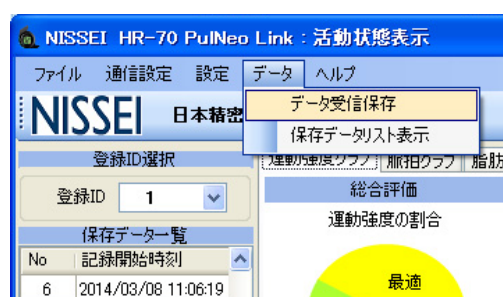 NISSEI HR-70 PulNeo Link：活動状態表示
ファイル 通信設定 設定 データ ヘルプ
データ受信保存
保存データリスト表示
NISSEI 日本精密
登録ID選択
運動強度グラフ 脈拍グラフ 脂肪
登録ID 1
総合評価
運動強度の割合
保存データ一覧
No 記録開始時刻
6 2014/03/08 11:06:19
最適